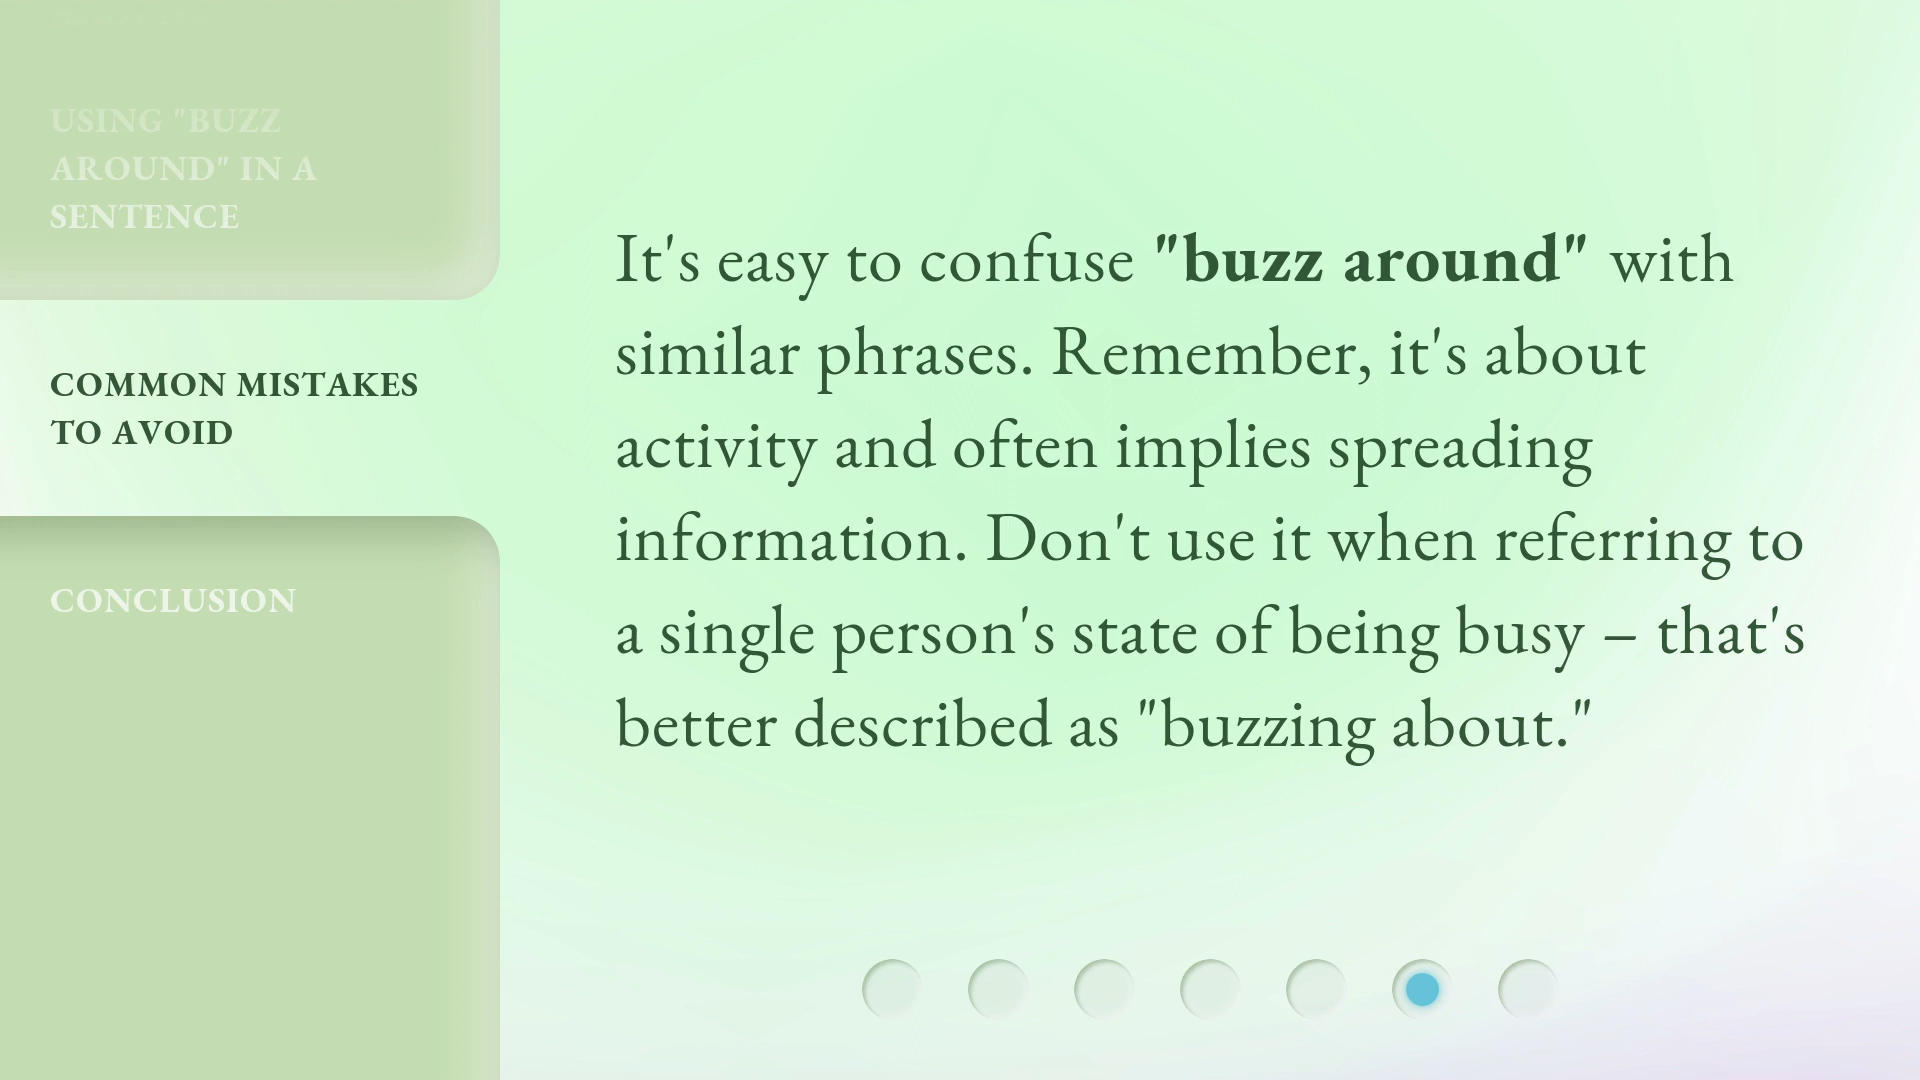 USING "BUZZ
AROUND" IN A
SENTENCE
COMMON MISTAKES
TO AVOID
CONCLUSION
It's easy to confuse "buzz around" with
similar phrases. Remember, it's about
activity and often implies spreading
information. Don't use it when referring to
a single person's state of being busy – that's
better described as "buzzing about."